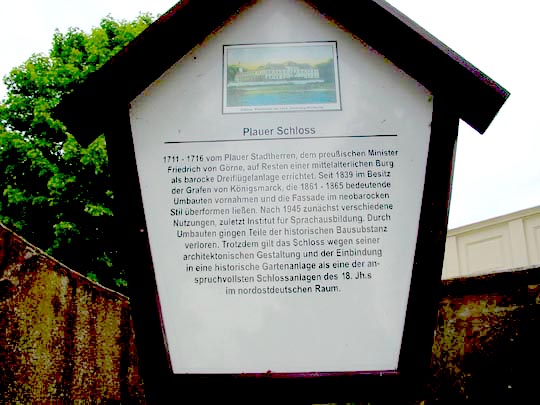 Plauer Schloss
1711 - 1716 vom Plauer Stadtherren, dem preußischen Minister
Friedrich von Görne, auf Resten einer mittelalterlichen Burg
als barocke Dreiflügelanlage errichtet. Seit 1839 im Besitz
der Grafen von Königsmarck, die 1861 - 1865 bedeutende
Umbauten vornahmen und die Fassade im neobarocken
Stil überformen ließen. Nach 1945 zunächst verschiedene
Nutzungen, zuletzt Institut für Sprachausbildung. Durch
Umbauten gingen Teile der historischen Bausubstanz
verloren. Trotzdem gilt das Schloss wegen seiner
architektonischen Gestaltung und der Einbindung
in eine historische Gartenanlage als eine der an-
spruchvollsten Schlossanlagen des 18. Jh.s
im nordostdeutschen Raum.